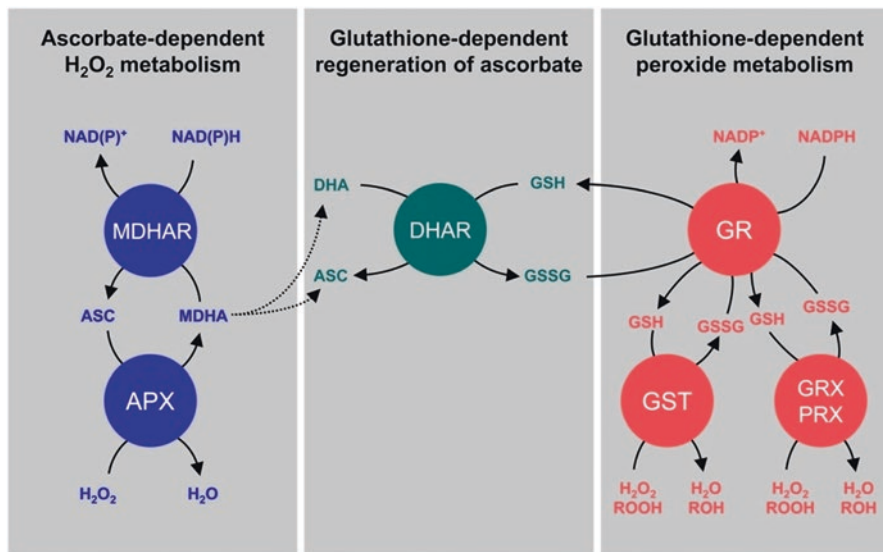 Ascorbate-dependent
H₂O₂ metabolism
NAD(P)⁺ NAD(P)H
MDHAR
ASC MDHA
APX
H₂O₂ H₂O
Glutathione-dependent
regeneration of ascorbate
DHA GSH
DHAR
ASC GSSG
Glutathione-dependent
peroxide metabolism
NADP⁺ NADPH
GR
GSH GSSG GSH GSSG
GST
GRX
PRX
H₂O₂ H₂O H₂O₂ H₂O
ROOH ROH ROOH ROH